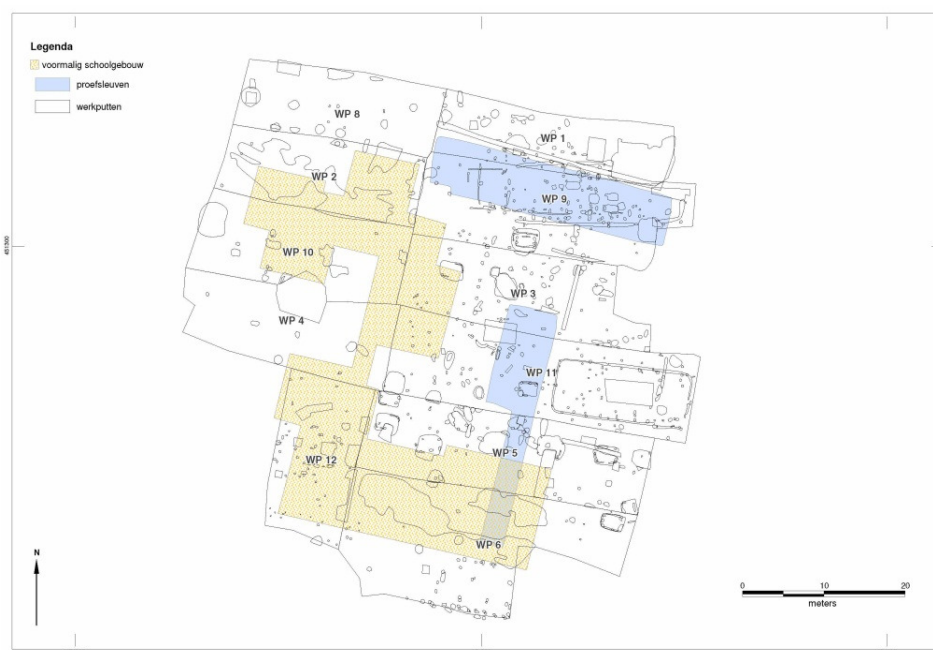 Legenda
voormalig schoolgebouw
proefsleuven
werkputten
WP 8
WP 1
WP 2
WP 9
WP 10
WP 3
WP 4
WP 11
WP 5
WP 12
WP 6
N
0 10 20
meters